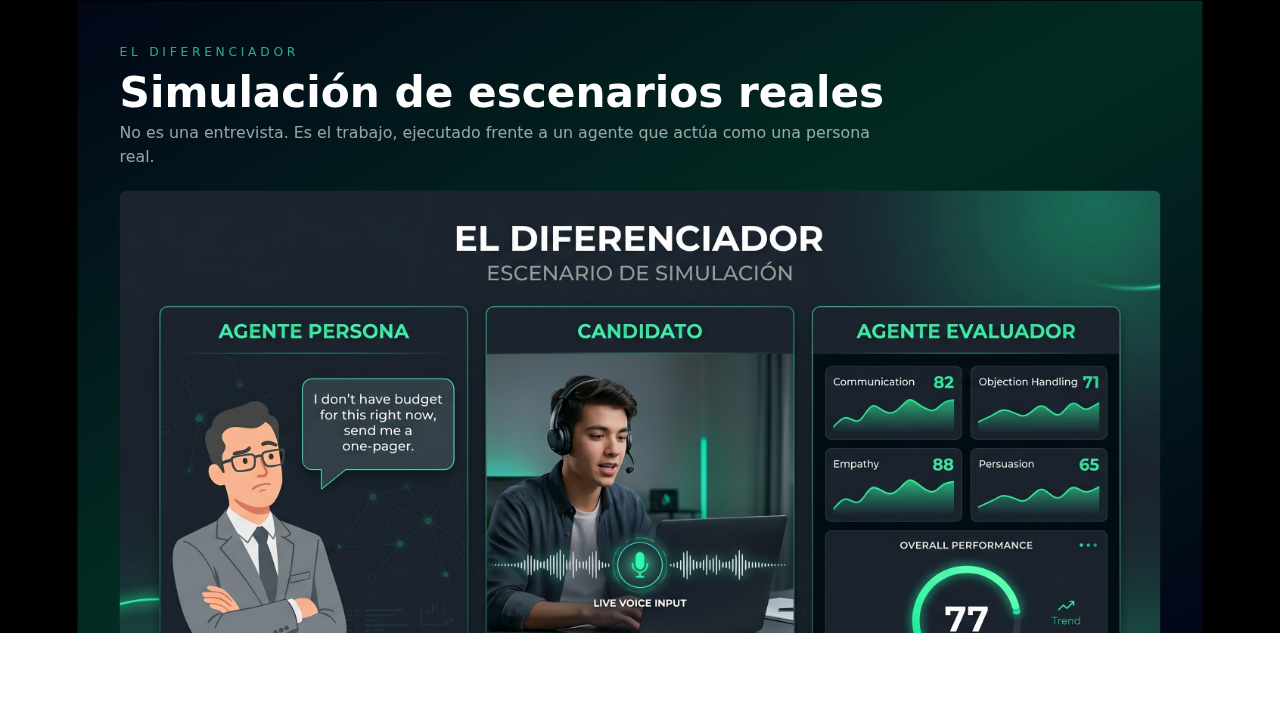 EL DIFERENCIADOR
Simulación de escenarios reales
No es una entrevista. Es el trabajo, ejecutado frente a un agente que actúa como una persona
real.
EL DIFERENCIADOR
ESCENARIO DE SIMULACIÓN
AGENTE PERSONA
I don't have budget
for this right now,
send me a
one-pager.
CANDIDATO
LIVE VOICE INPUT
AGENTE EVALUADOR
Communication 82
Objection Handling 71
Empathy 88
Persuasion 65
OVERALL PERFORMANCE
77
Trend